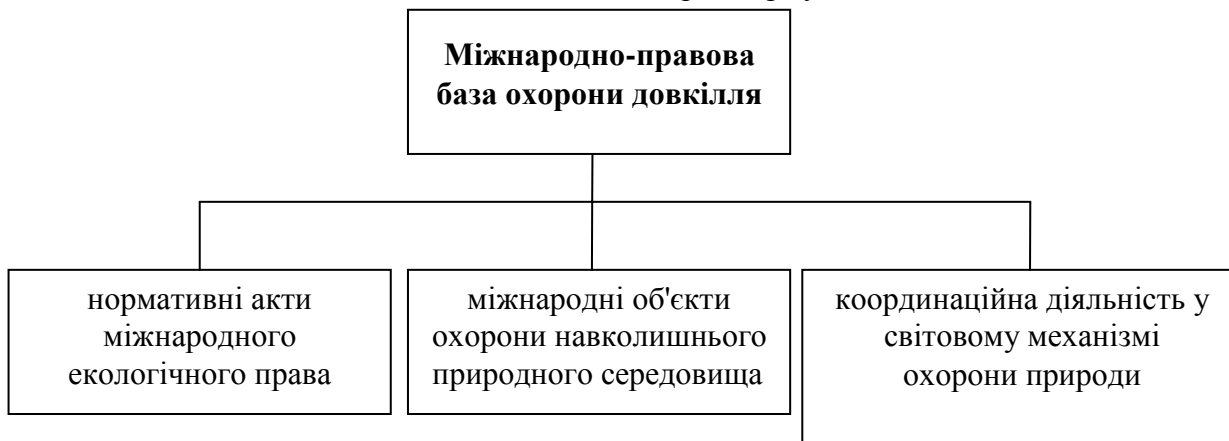 Міжнародно-правова
база охорони довкілля
нормативні акти
міжнародного
екологічного права
міжнародні об'єкти
охорони навколишнього
природного середовища
координаційна діяльність у
світовому механізмі
охорони природи